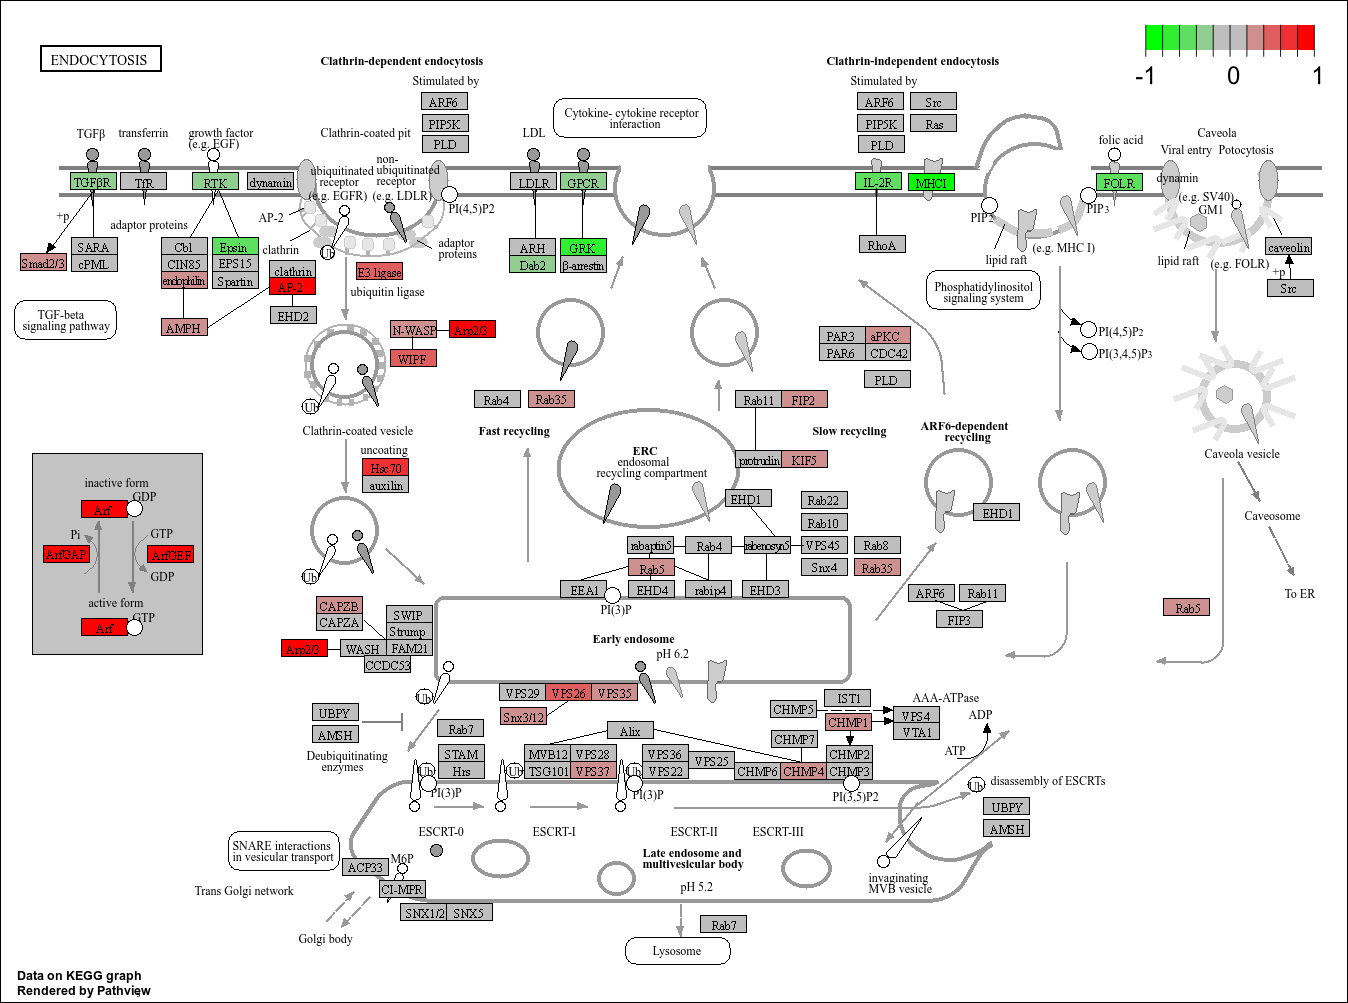 ENDOCYTOSIS
Clathrin-dependent endocytosis
Stimulated by
ARF6
PIP5K
PLD
Clathrin-independent endocytosis
Stimulated by
ARF6
Src
PIP5K
Ras
PLD
-1
0
1
Cytokine- cytokine receptor
interaction
TGFβ
transferrin
growth factor
(e.g. EGF)
Clathrin-coated pit
LDL
folic acid
Caveola
Viral entry
Potocytosis
TGFβR
TfR
RTK
dynamin
ubiquitinated
receptor
(e.g. EGFR)
non-
ubiquitinated
receptor
(e.g. LDLR)
LDLR
GPCR
IL-2R
MHCI
FOLR
dynamin
(e.g. SV40)
GM1
PI(4,5)P2
PIP2
PIP3
+p
adaptor proteins
AP-2
clathrin
Ub
adaptor
proteins
Smad2/3
SARA
cPML
Cbl
CIN85
endophilin
Epsin
EPS15
Spartin
clathrin
AP-2
EHD2
AMPH
E3 ligase
ubiquitin ligase
ARH
Dab2
GRK
β-arrestin
RhoA
lipid raft
(e.g. MHC I)
lipid raft
(e.g. FOLR)
caveolin
+p
Src
TGF-beta
signaling pathway
Phosphatidylinositol
signaling system
N-WASP
Arp2/3
WIPF
PAR3
aPKC
PAR6
CDC42
PLD
PI(4,5)P2
PI(3,4,5)P3
Ub
Rab4
Rab35
Rab11
FIP2
Clathrin-coated vesicle
Fast recycling
Slow recycling
ARF6-dependent
recycling
uncoating
Hsc70
auxilin
ERC
endosomal
recycling compartment
protrudin
KIF5
Caveola vesicle
inactive form
Arf
GDP
Pi
GTP
ArfGAP
ArfGEF
GDP
active form
Arf
GTP
EHD1
Rab22
Rab10
EHD1
Caveosome
rabaptin5
Rab4
rabenosyn5
VPS45
Rab8
Rab5
Snx4
Rab35
Ub
EEA1
EHD4
rabip4
EHD3
PI(3)P
ARF6
Rab11
FIP3
To ER
Rab5
CAPZB
CAPZA
SWIP
Strump
Arp2/3
WASH
FAM21
CCDC53
Early endosome
pH 6.2
Ub
VPS29
VPS26
VPS35
Snx3/12
UBPY
AMSH
Deubiquitinating
enzymes
Rab7
STAM
Hrs
Alix
MVB12
VPS28
TSG101
VPS37
VPS36
VPS22
VPS25
IST1
CHMP5
CHMP1
CHMP7
CHMP2
CHMP6
CHMP4
CHMP3
AAA-ATPase
VPS4
VTA1
ADP
ATP
Ub
Ub
Ub
PI(3)P
PI(3)P
PI(3,5)P2
Ub
disassembly of ESCRTs
UBPY
AMSH
ESCRT-0
ESCRT-I
ESCRT-II
ESCRT-III
SNARE interactions
in vesicular transport
ACP33
M6P
CI-MPR
Late endosome and
multivesicular body
pH 5.2
invaginating
MVB vesicle
Trans Golgi network
SNX1/2
SNX5
Rab7
Golgi body
Lysosome
Data on KEGG graph
Rendered by Pathview